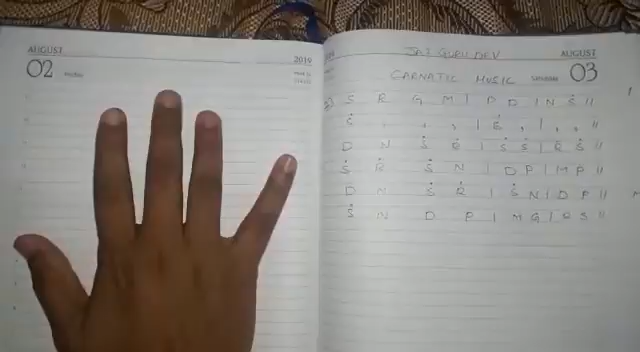 AUGUST
02
2019
JAI GURU DEV
AUGUST
CARNATIC MUSIC
03
S R G M | P D | N Ṡ ||
Ṡ , , , | Ṡ , | , , ||
D N Ṡ Ṙ | Ṡ Ṡ | Ṙ Ṡ ||
Ṡ Ṙ Ṡ N | D P | M P ||
D N Ṡ Ṙ | Ṡ N | D P ||
Ṡ N D P | M G | R S ||